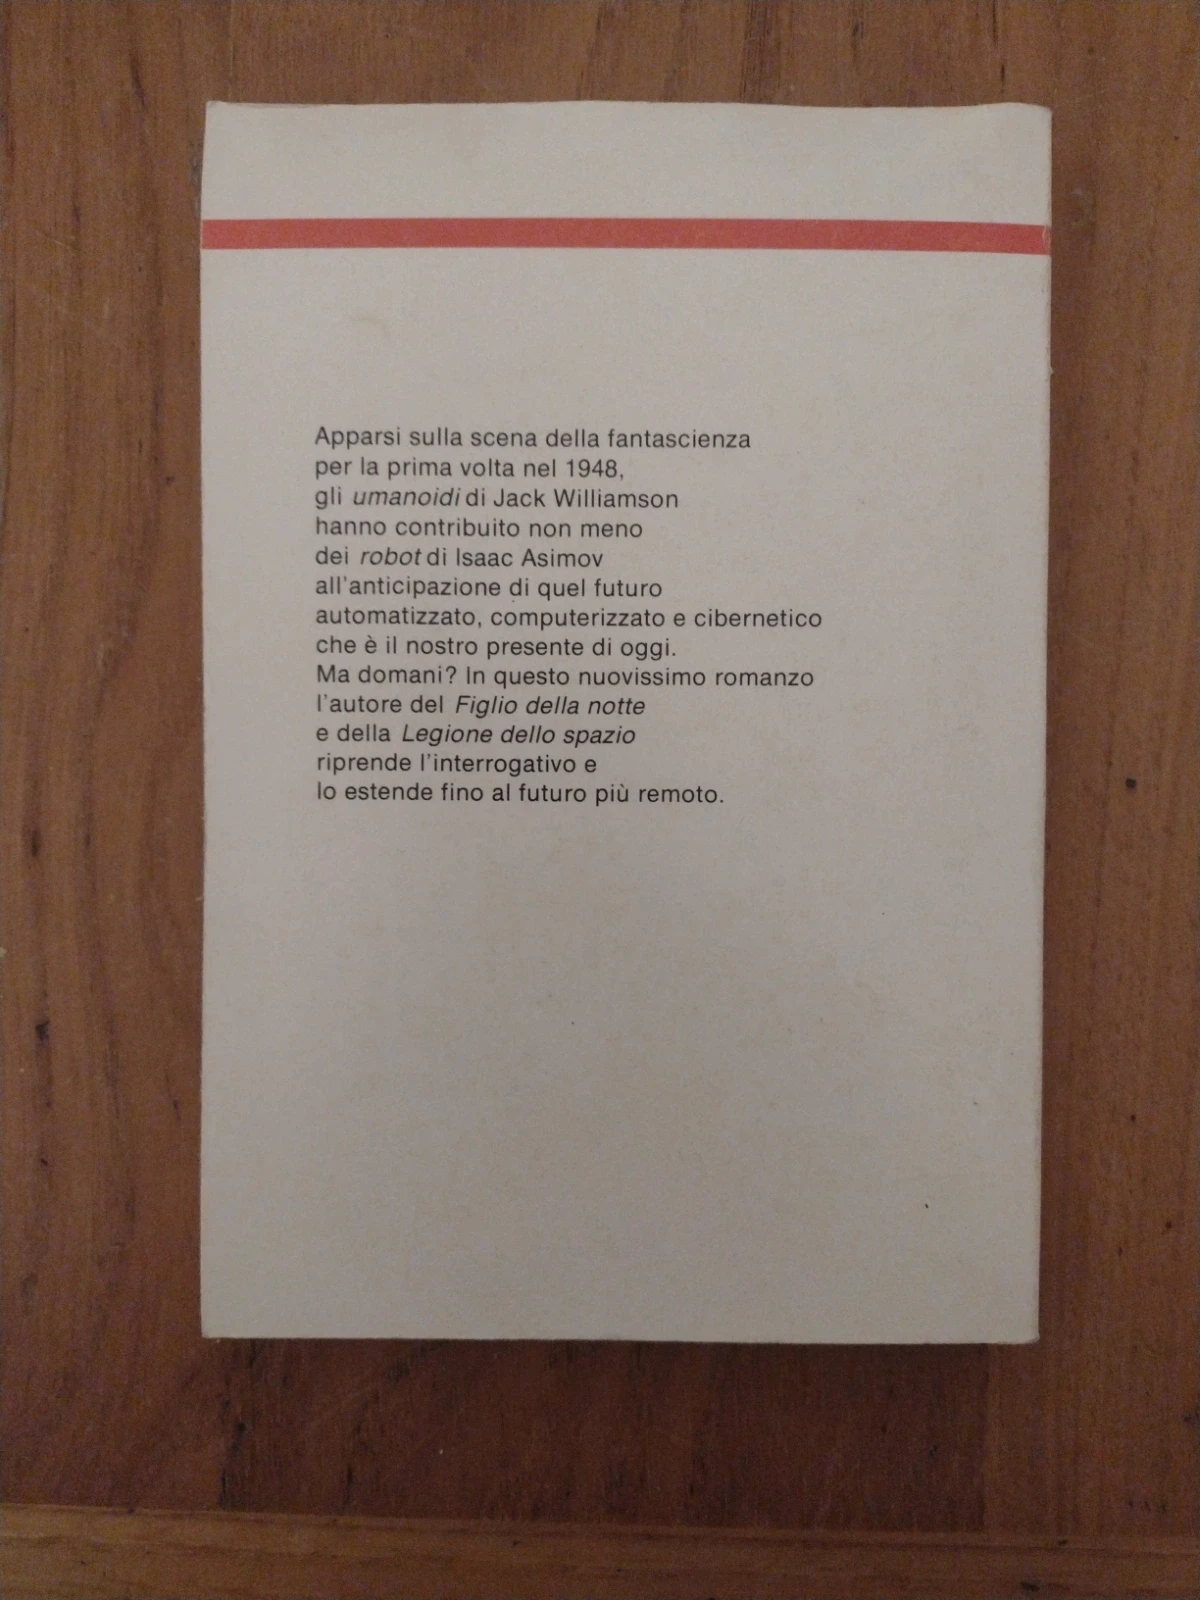 Apparsi sulla scena della fantascienza
per la prima volta nel 1948,
gli umanoidi di Jack Williamson
hanno contribuito non meno
dei robot di Isaac Asimov
all'anticipazione di quel futuro
automatizzato, computerizzato e cibernetico
che è il nostro presente di oggi.
Ma domani? In questo nuovissimo romanzo
l'autore del Figlio della notte
e della Legione dello spazio
riprende l'interrogativo e
lo estende fino al futuro più remoto.